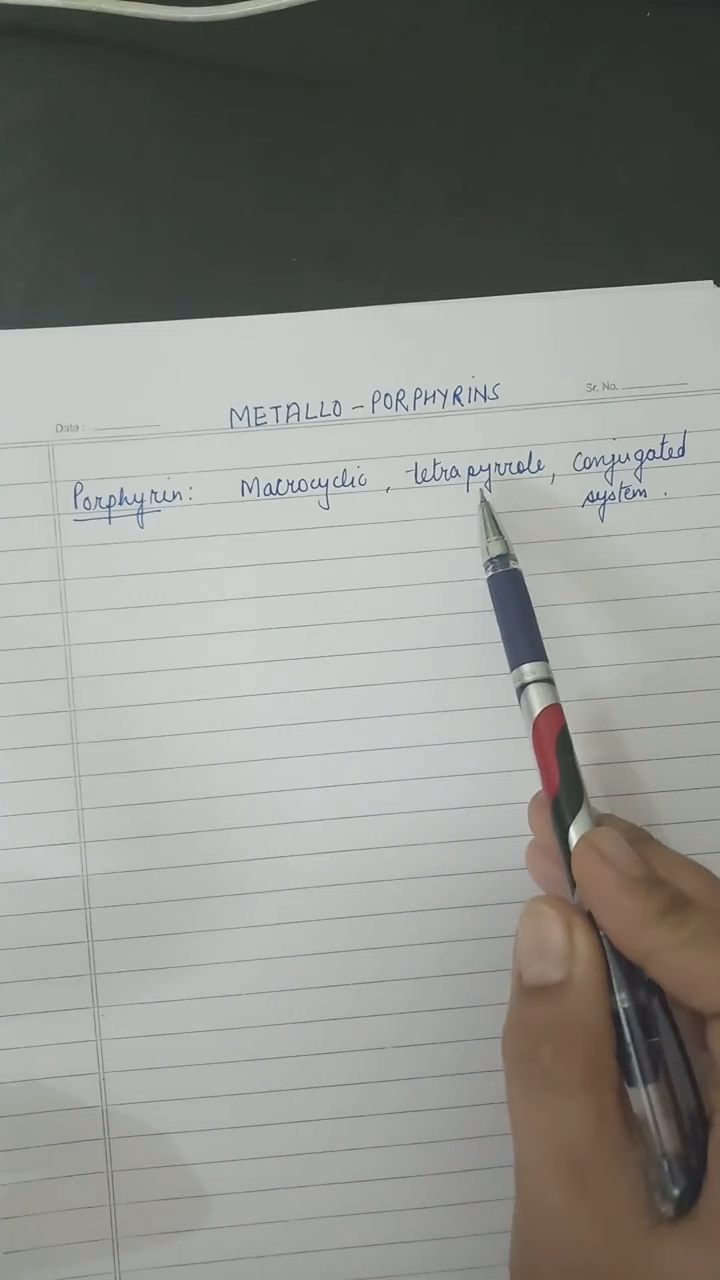 Date : Sr. No.
METALLO - PORPHYRINS
Porphyrin: Macrocyclic, tetrapyrrole, conjugated
system.